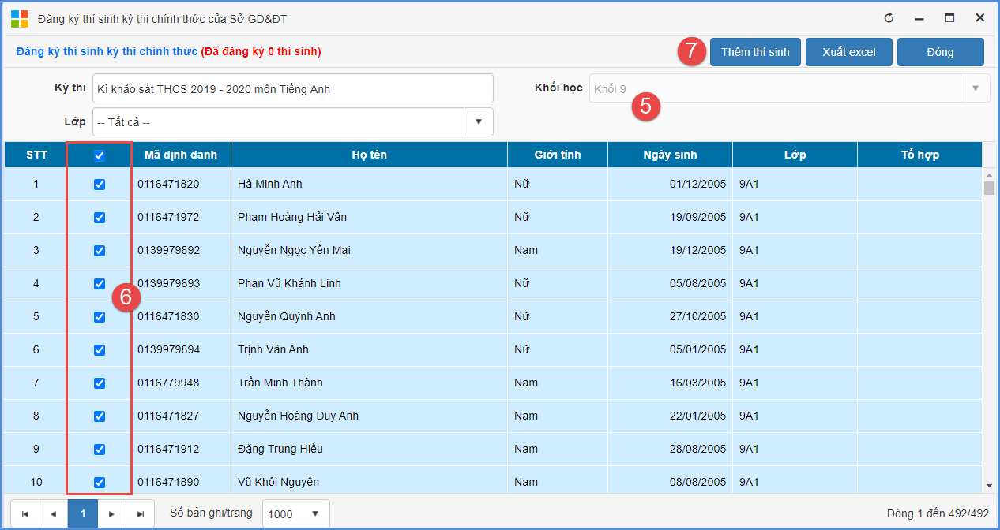 Đăng ký thí sinh kỳ thi chính thức của Sở GD&ĐT
Đăng ký thí sinh kỳ thi chính thức (Đã đăng ký 0 thí sinh) 7 Thêm thí sinh Xuất excel Đóng
Kỳ thi Kì khảo sát THCS 2019 - 2020 môn Tiếng Anh Khối học Khối 9
5
Lớp -- Tất cả --
STT Mã định danh Họ tên Giới tính Ngày sinh Lớp Tổ hợp
1 0116471820 Hà Minh Anh Nữ 01/12/2005 9A1
2 0116471972 Phạm Hoàng Hải Vân Nữ 19/09/2005 9A1
3 0139979892 Nguyễn Ngọc Yến Mai Nam 19/12/2005 9A1
4 0139979893 Phan Vũ Khánh Linh Nữ 05/08/2005 9A1
6
5 0116471830 Nguyễn Quỳnh Anh Nữ 27/10/2005 9A1
6 0139979894 Trịnh Vân Anh Nữ 05/01/2005 9A1
7 0116779948 Trần Minh Thành Nam 16/03/2005 9A1
8 0116471827 Nguyễn Hoàng Duy Anh Nam 22/01/2005 9A1
9 0116471912 Đặng Trung Hiếu Nam 28/08/2005 9A1
10 0116471890 Vũ Khôi Nguyên Nam 08/08/2005 9A1
1 Số bản ghi/trang 1000 Dòng 1 đến 492/492